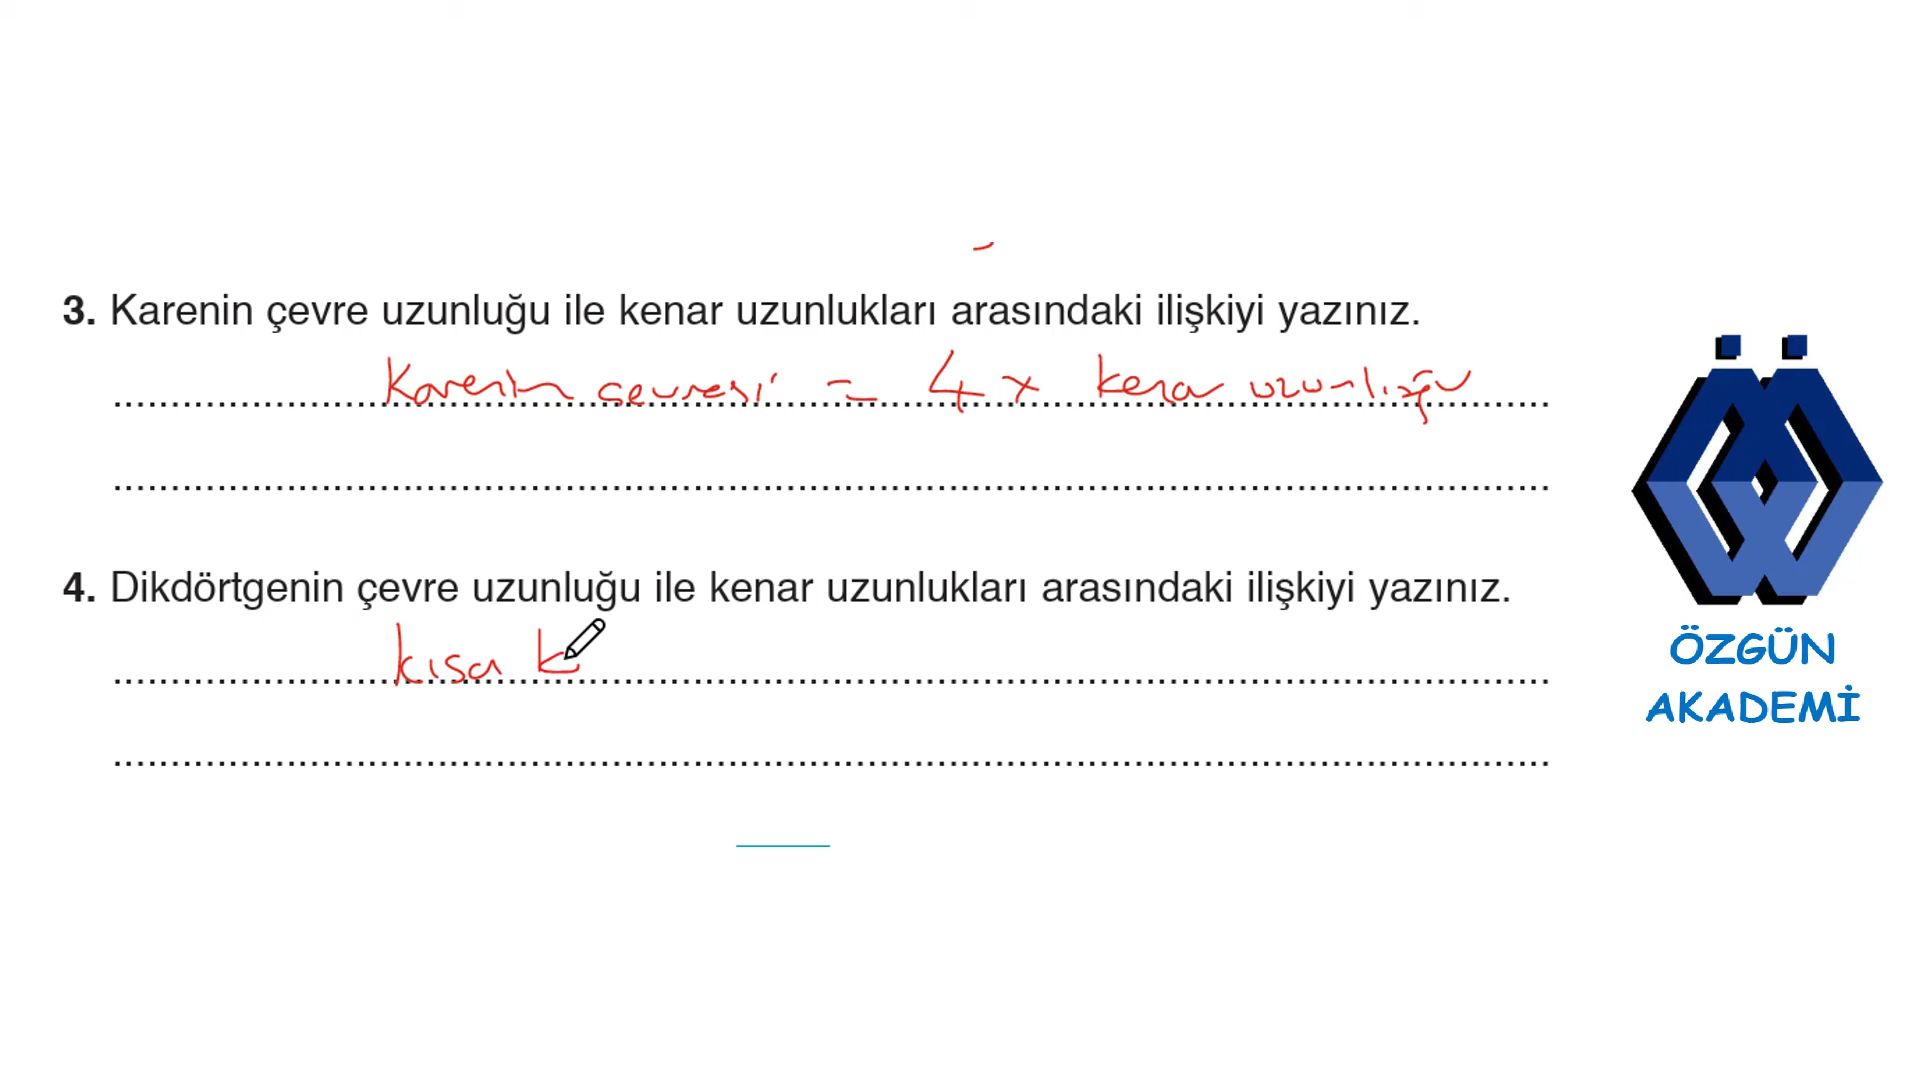 3. Karenin çevre uzunluğu ile kenar uzunlukları arasındaki ilişkiyi yazınız.
Karenin çevresi = 4 x kenar uzunluğu
4. Dikdörtgenin çevre uzunluğu ile kenar uzunlukları arasındaki ilişkiyi yazınız.
kısa k
ÖZGÜN
AKADEMİ